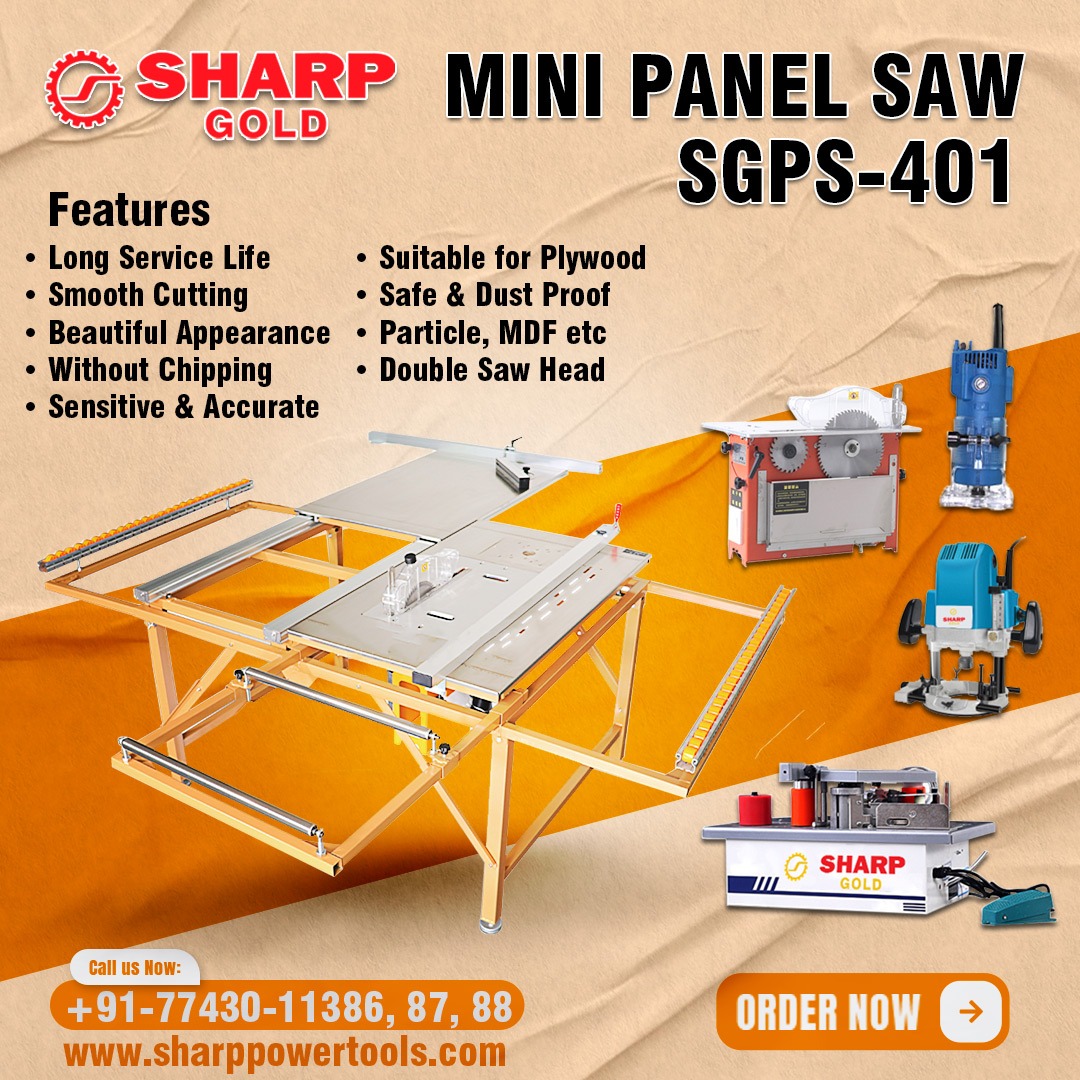 SHARP
GOLD
MINI PANEL SAW
SGPS-401
Features
• Long Service Life
• Smooth Cutting
• Beautiful Appearance
• Without Chipping
• Sensitive & Accurate
• Suitable for Plywood
• Safe & Dust Proof
• Particle, MDF etc
• Double Saw Head
SHARP
GOLD
SHARP
GOLD
Call us Now:
+91-77430-11386, 87, 88
www.sharppowertools.com
ORDER NOW